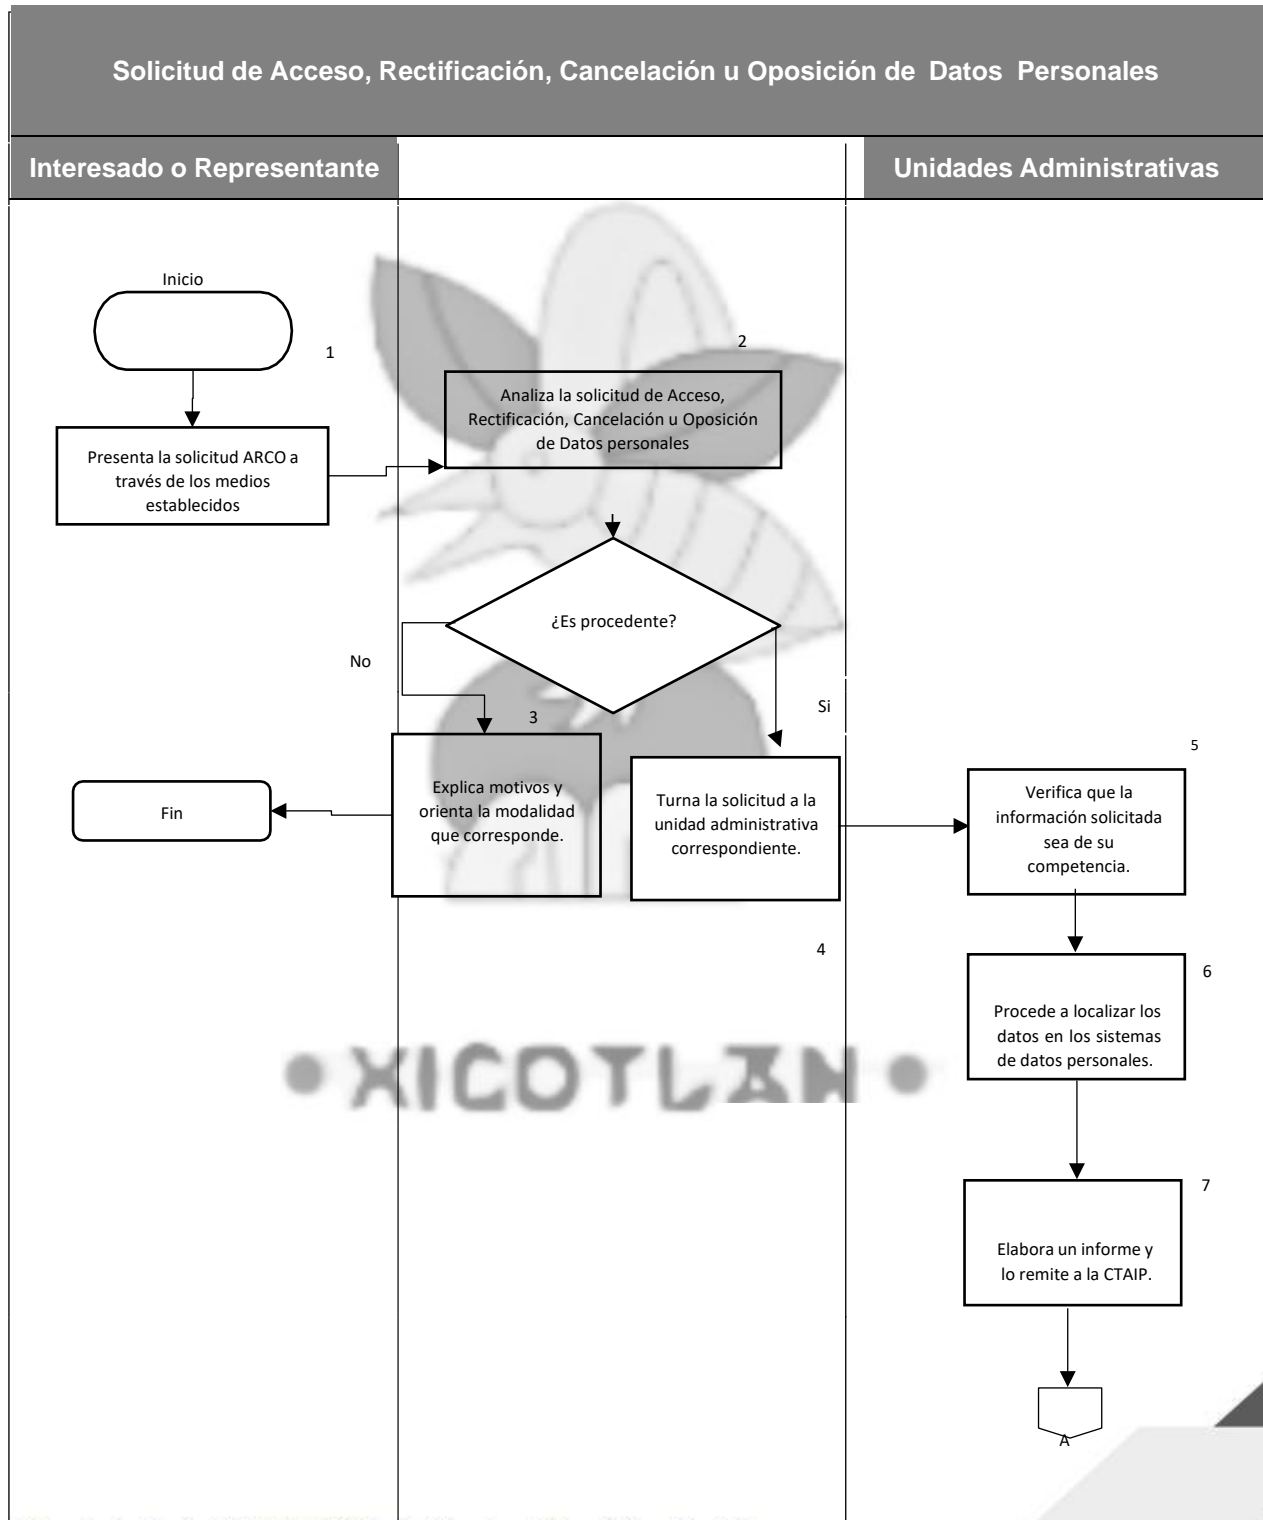 Solicitud de Acceso, Rectificación, Cancelación u Oposición de Datos Personales
Interesado o Representante
Unidades Administrativas
Inicio
1
Presenta la solicitud ARCO a
través de los medios
establecidos
2
Analiza la solicitud de Acceso,
Rectificación, Cancelación u Oposición
de Datos personales
¿Es procedente?
No
Si
3
Explica motivos y
orienta la modalidad
que corresponde.
Fin
Turna la solicitud a la
unidad administrativa
correspondiente.
4
5
Verifica que la
información solicitada
sea de su
competencia.
6
Procede a localizar los
datos en los sistemas
de datos personales.
• XICOTLAN •
7
Elabora un informe y
lo remite a la CTAIP.
A